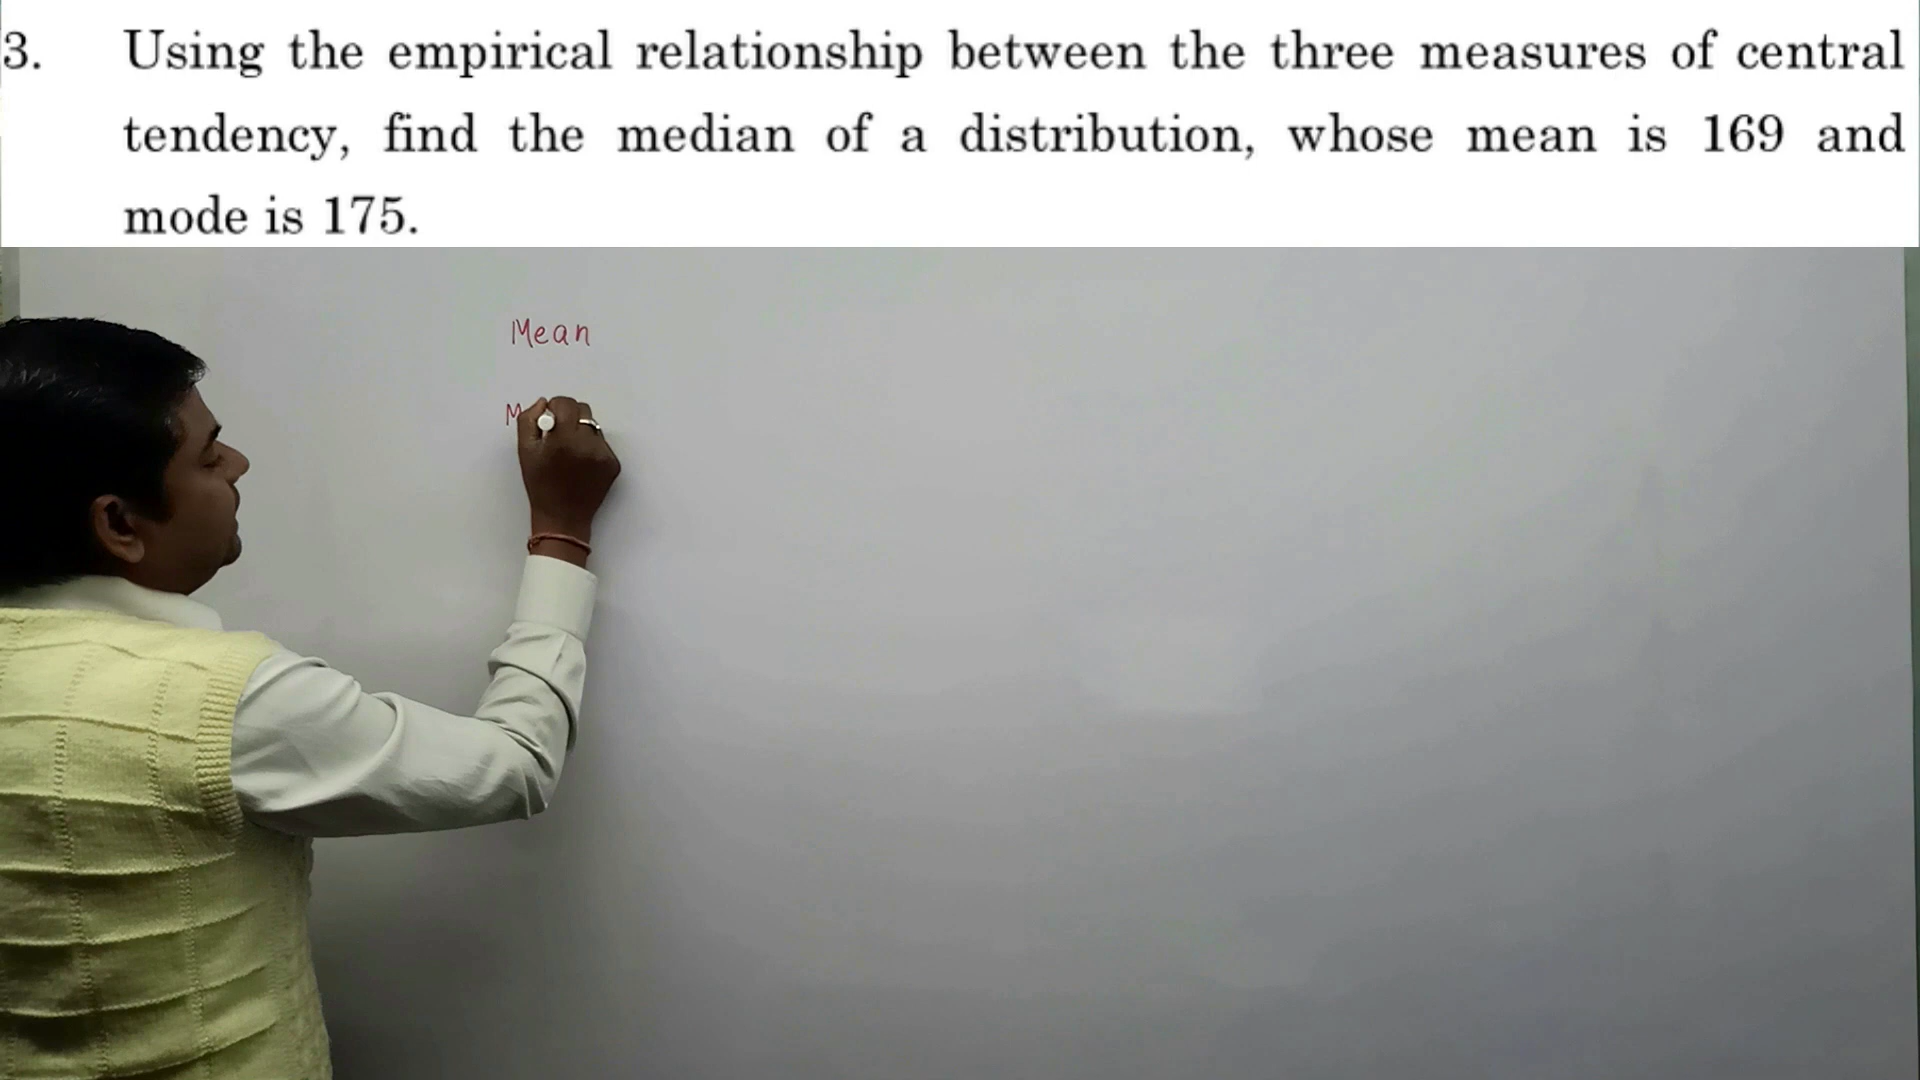 3. Using the empirical relationship between the three measures of central
tendency, find the median of a distribution, whose mean is 169 and
mode is 175.
Mean
M